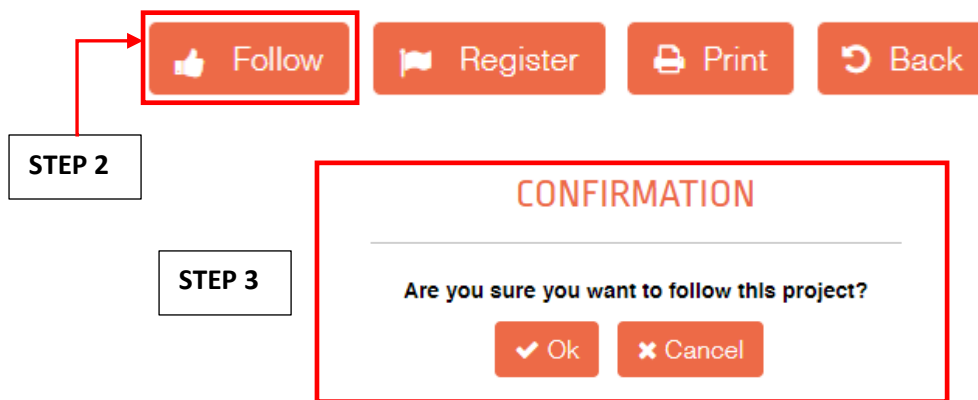 Follow Register Print Back
STEP 2
CONFIRMATION
STEP 3
Are you sure you want to follow this project?
Ok Cancel